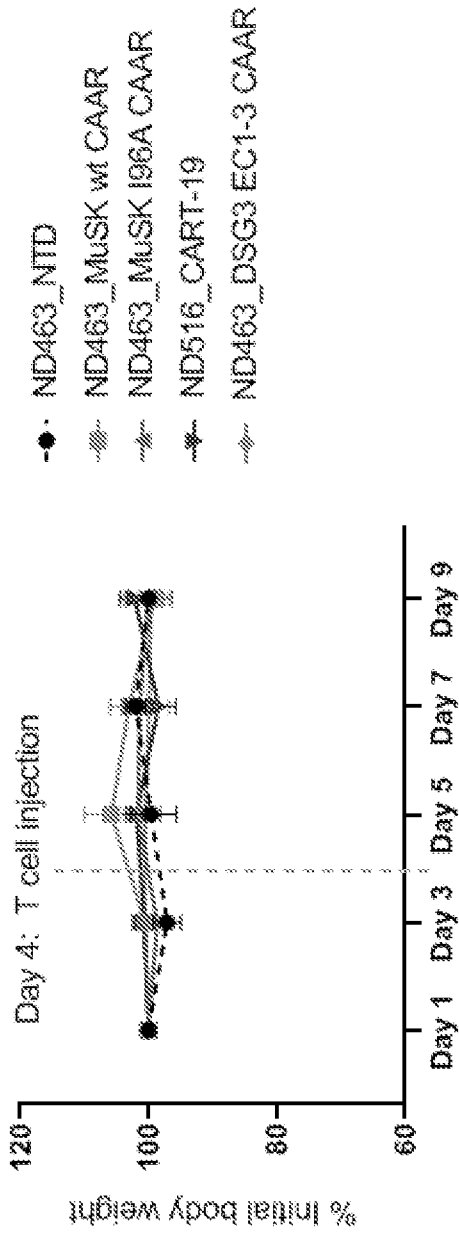 Day 4: T cell injection
% Initial body weight
120
100
80
60
Day 1
Day 3
Day 5
Day 7
Day 9
ND463_NTD
ND463_MuSK wt CAAR
ND463_MuSK I96A CAAR
ND516_CART-19
ND463_DSG3 EC1-3 CAAR